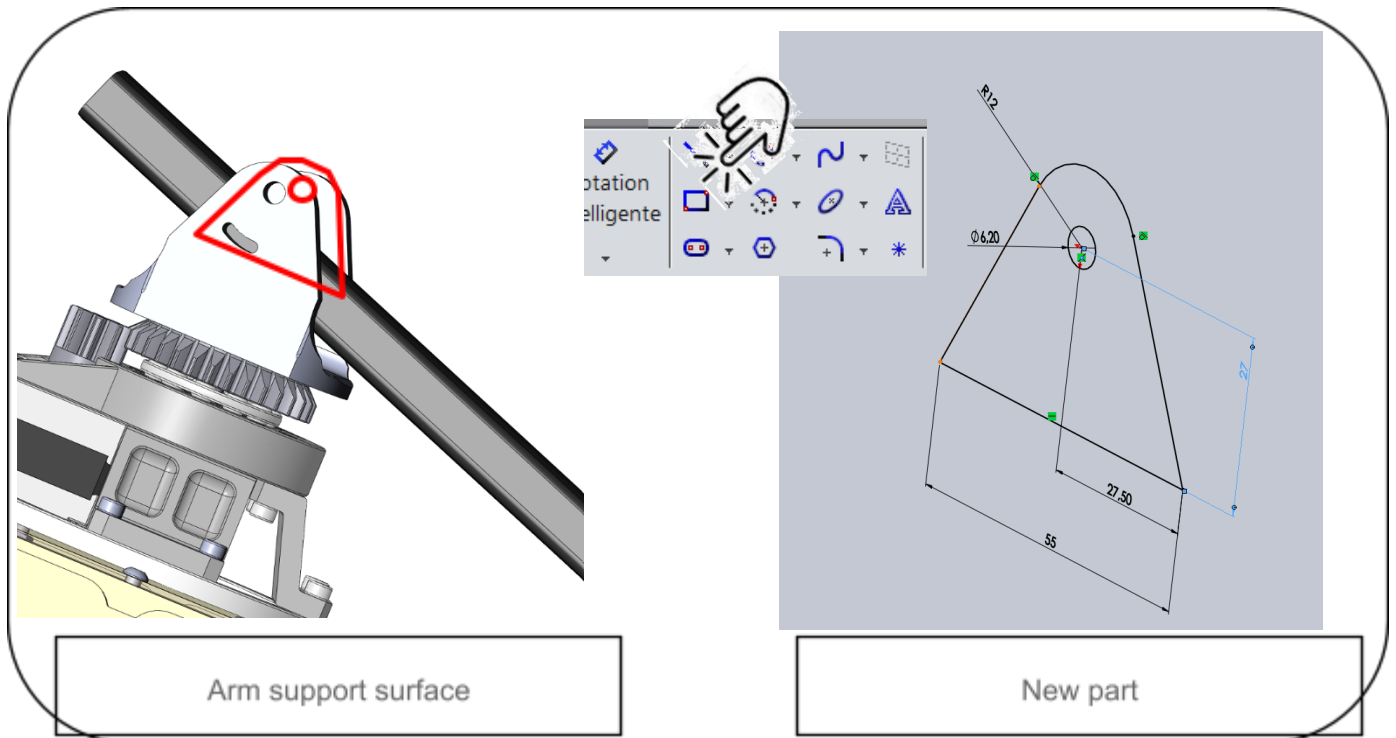 R12
otation
elligente
Ø6,20
27
27,50
55
Arm support surface
New part